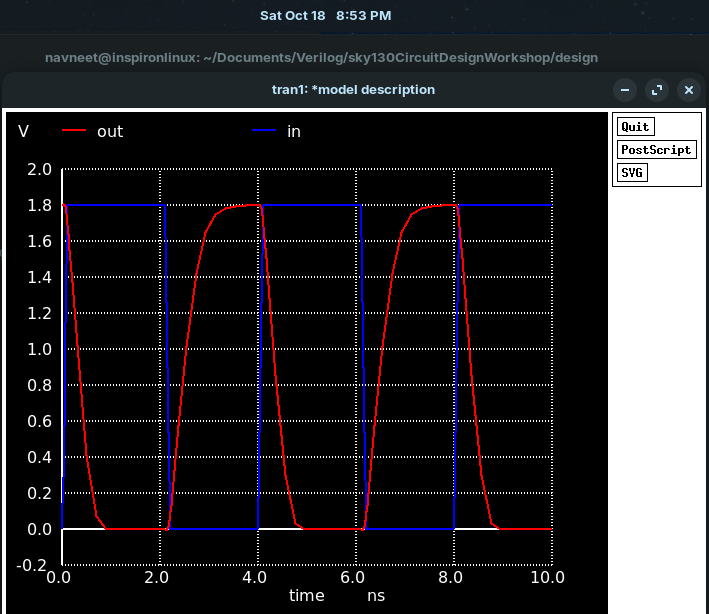 Sat Oct 18 8:53 PM
navneet@inspironlinux: ~/Documents/Verilog/sky130CircuitDesignWorkshop/design
tran1: *model description
V out in
Quit
PostScript
SVG
2.0
1.8
1.6
1.4
1.2
1.0
0.8
0.6
0.4
0.2
0.0
-0.2
0.0 2.0 4.0 6.0 8.0 10.0
time ns